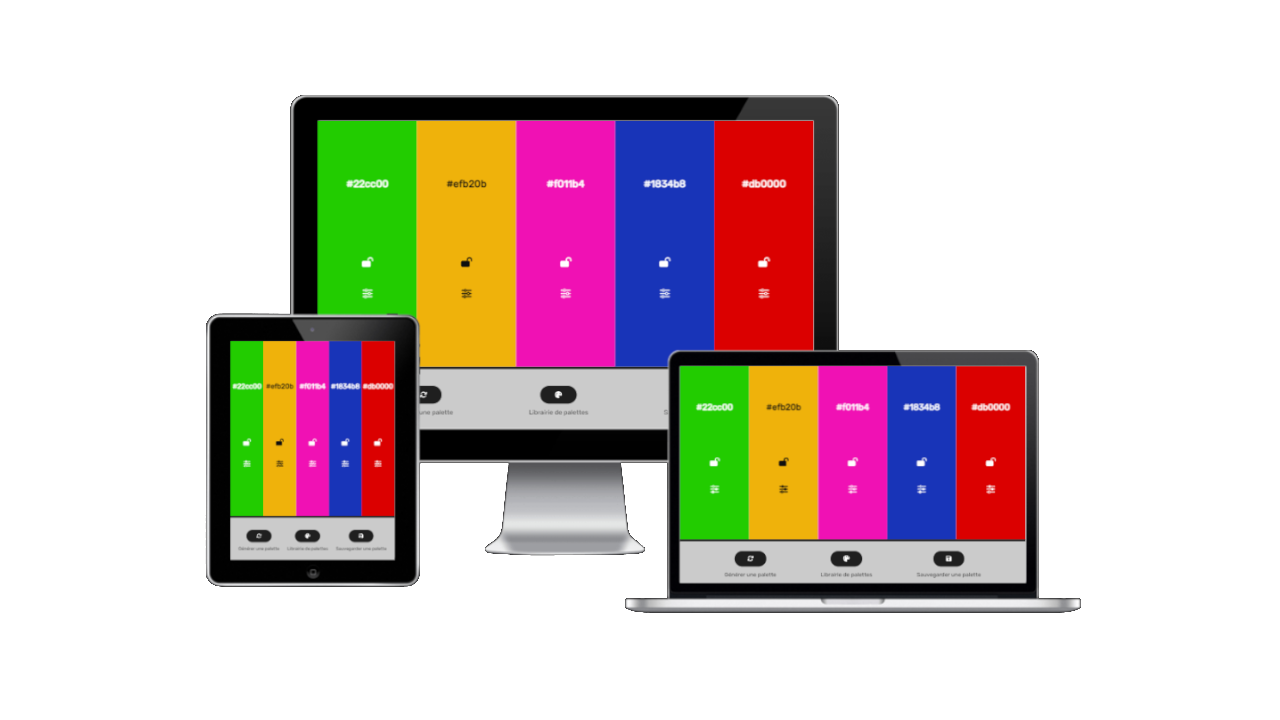 #22cc00 #efb20b #f011b4 #1834b8 #db0000
une palette Librairie de palettes S
#22cc00 #efb20b #f011b4 #1834b8 #db0000
Générer une palette Librairie de palettes Sauvegarder une palette
#22cc00 #efb20b #f011b4 #1834b8 #db0000
Générer une palette Librairie de palettes Sauvegarder une palette